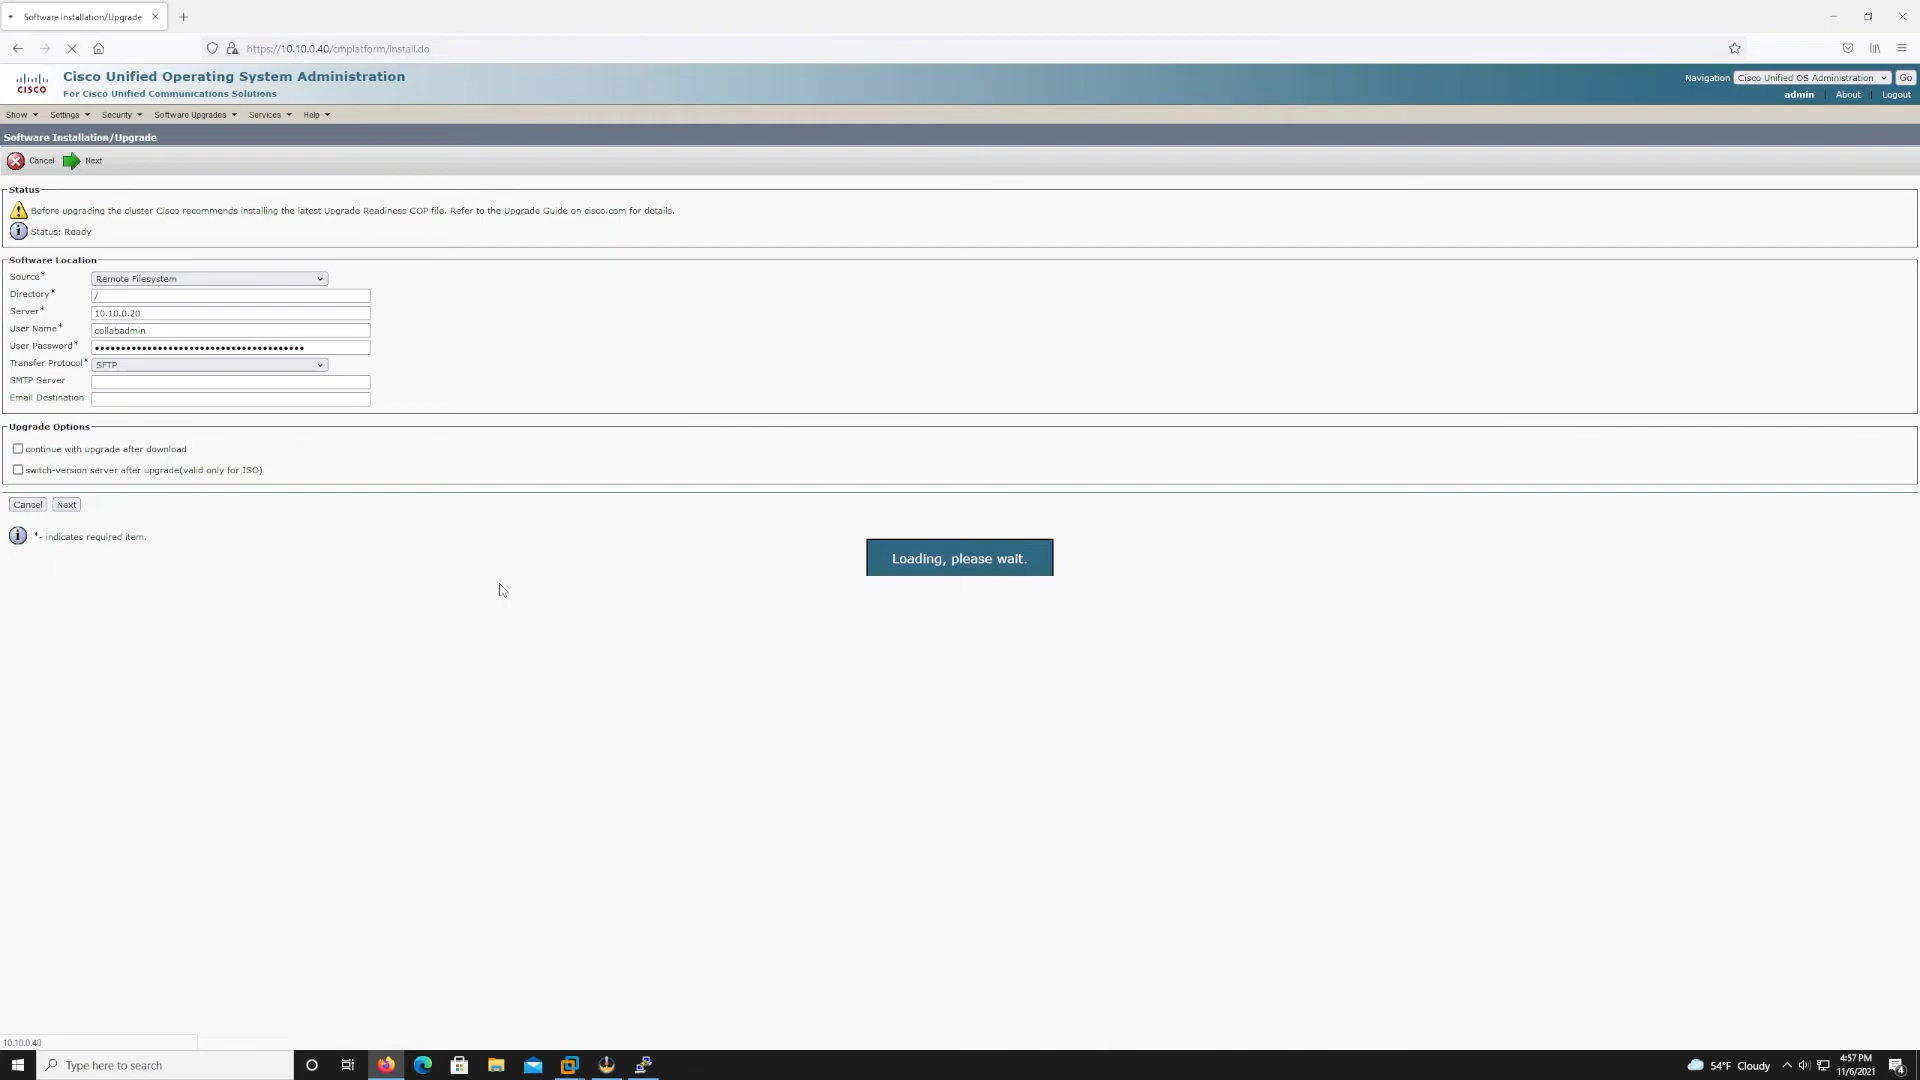 Software Installation/Upgrade
https://10.10.0.40/cmplatform/install.do
CISCO
Cisco Unified Operating System Administration
For Cisco Unified Communications Solutions
Navigation Cisco Unified OS Administration Go
admin | About | Logout
Show Settings Security Software Upgrades Services Help
Software Installation/Upgrade
Cancel Next
Status
Before upgrading the cluster Cisco recommends installing the latest Upgrade Readiness COP file. Refer to the Upgrade Guide on cisco.com for details.
Status: Ready
Software Location
Source* Remote Filesystem
Directory* /
Server* 10.10.0.20
User Name* collabadmin
User Password* ••••••••••••••••••••••••••••••••••••••••
Transfer Protocol* SFTP
SMTP Server
Email Destination
Upgrade Options
continue with upgrade after download
switch-version server after upgrade(valid only for ISO)
Cancel Next
*- indicates required item.
Loading, please wait.
10.10.0.40
Type here to search
54°F Cloudy
4:57 PM
11/6/2021
4